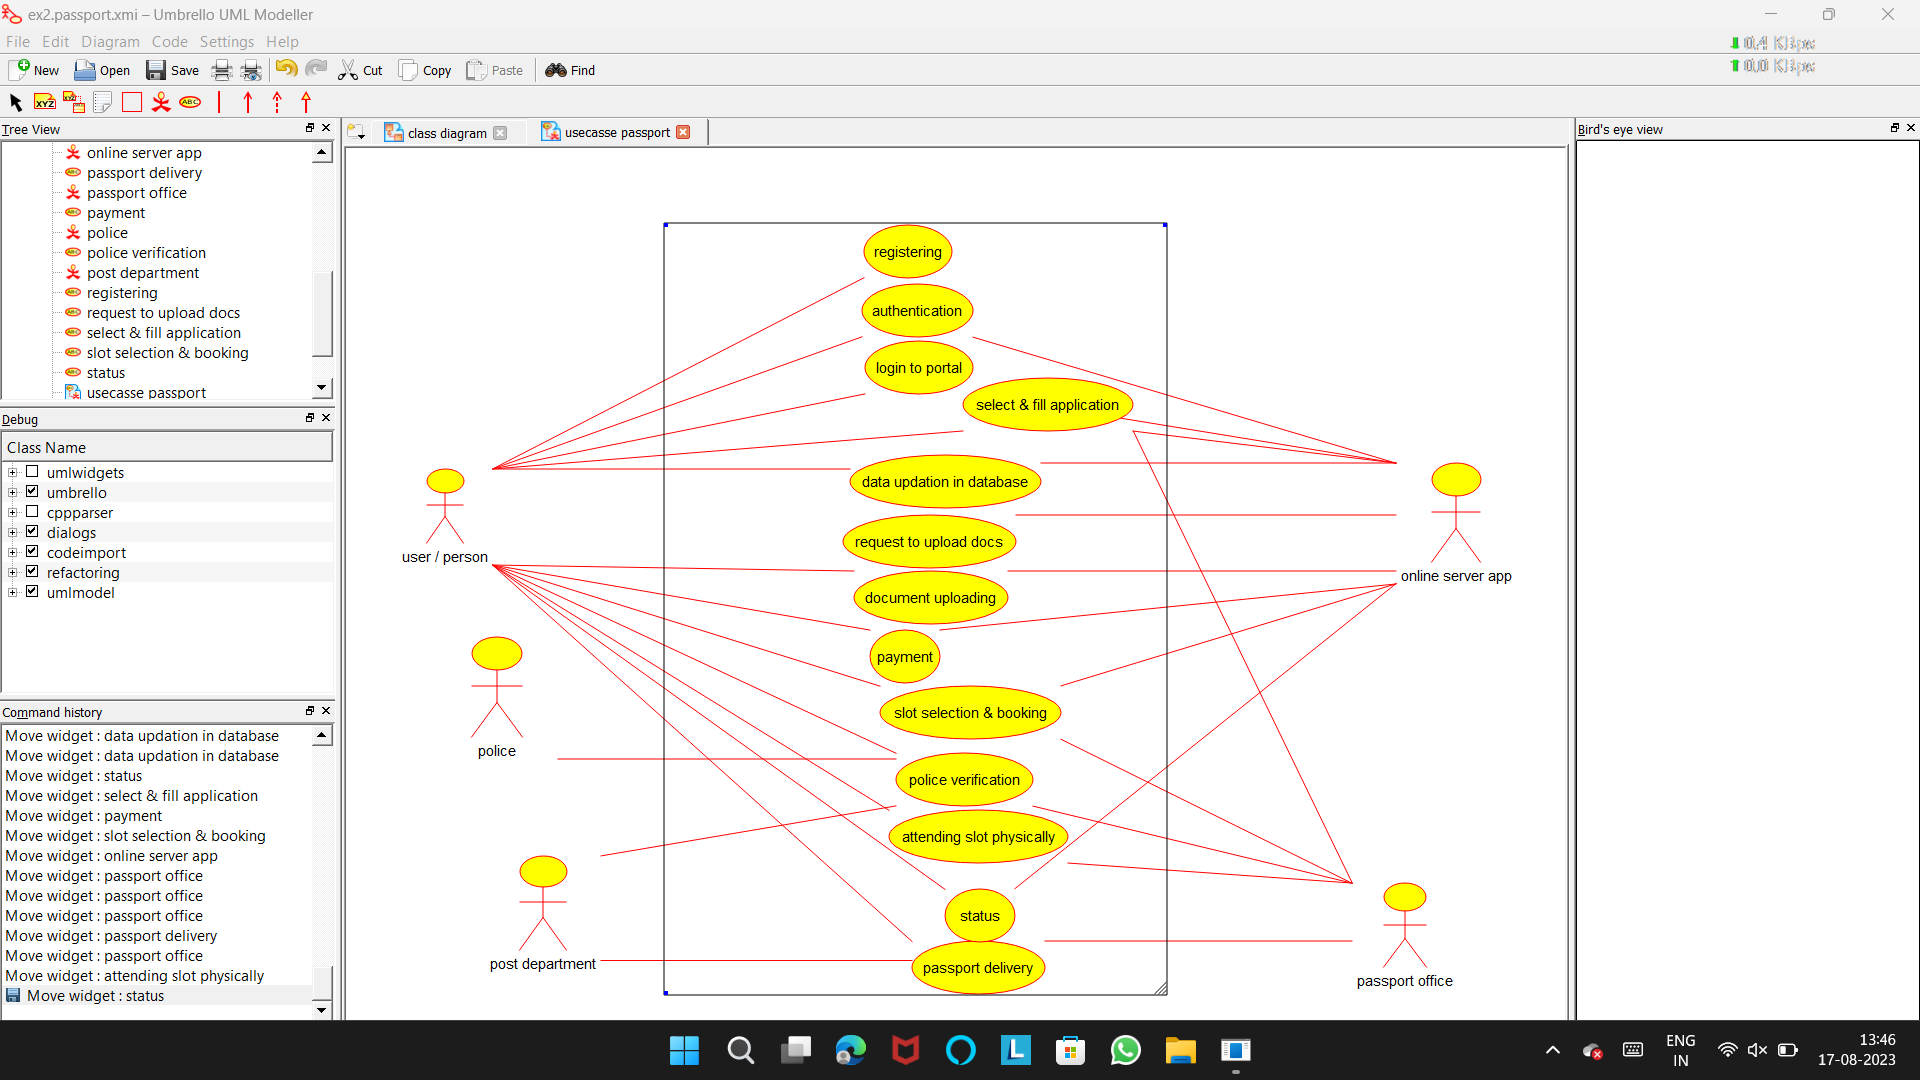 ex2.passport.xmi – Umbrello UML Modeller
File Edit Diagram Code Settings Help
0.4 KBps
0.0 KBps
New Open Save Cut Copy Paste Find
XYZ XYZ ABC
Tree View
online server app
passport delivery
passport office
payment
police
police verification
post department
registering
request to upload docs
select & fill application
slot selection & booking
status
usecasse passport
Debug
Class Name
umlwidgets
umbrello
cppparser
dialogs
codeimport
refactoring
umlmodel
Command history
Move widget : data updation in database
Move widget : data updation in database
Move widget : status
Move widget : select & fill application
Move widget : payment
Move widget : slot selection & booking
Move widget : online server app
Move widget : passport office
Move widget : passport office
Move widget : passport office
Move widget : passport delivery
Move widget : passport office
Move widget : attending slot physically
Move widget : status
class diagram usecasse passport
registering
authentication
login to portal
select & fill application
data updation in database
request to upload docs
document uploading
payment
slot selection & booking
police verification
attending slot physically
status
passport delivery
user / person
police
post department
online server app
passport office
Bird's eye view
L
ENG
IN
13:46
17-08-2023